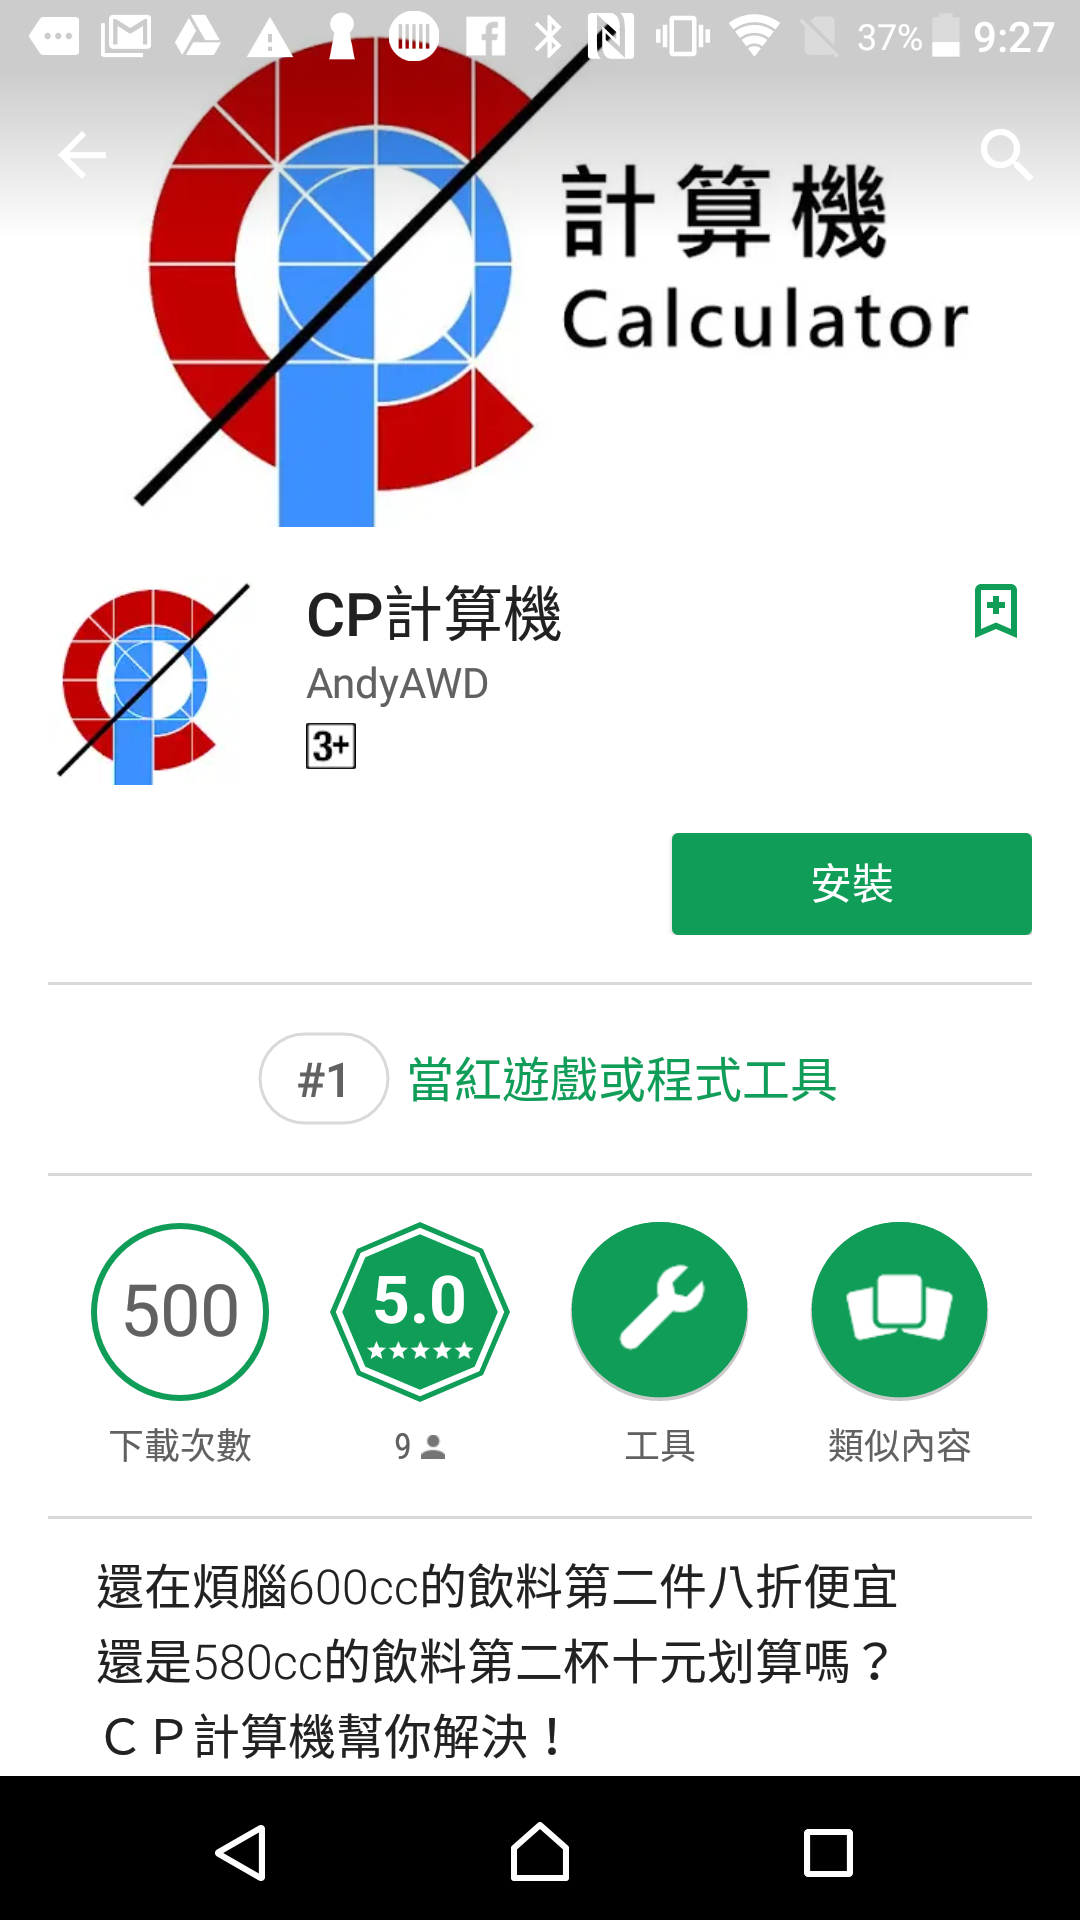 37% 9:27
計算機
Calculator
CP計算機
AndyAWD
3+
安裝
#1 當紅遊戲或程式工具
500
5.0
下載次數
9
工具
類似內容
還在煩腦600cc的飲料第二件八折便宜
還是580cc的飲料第二杯十元划算嗎？
ＣＰ計算機幫你解決！